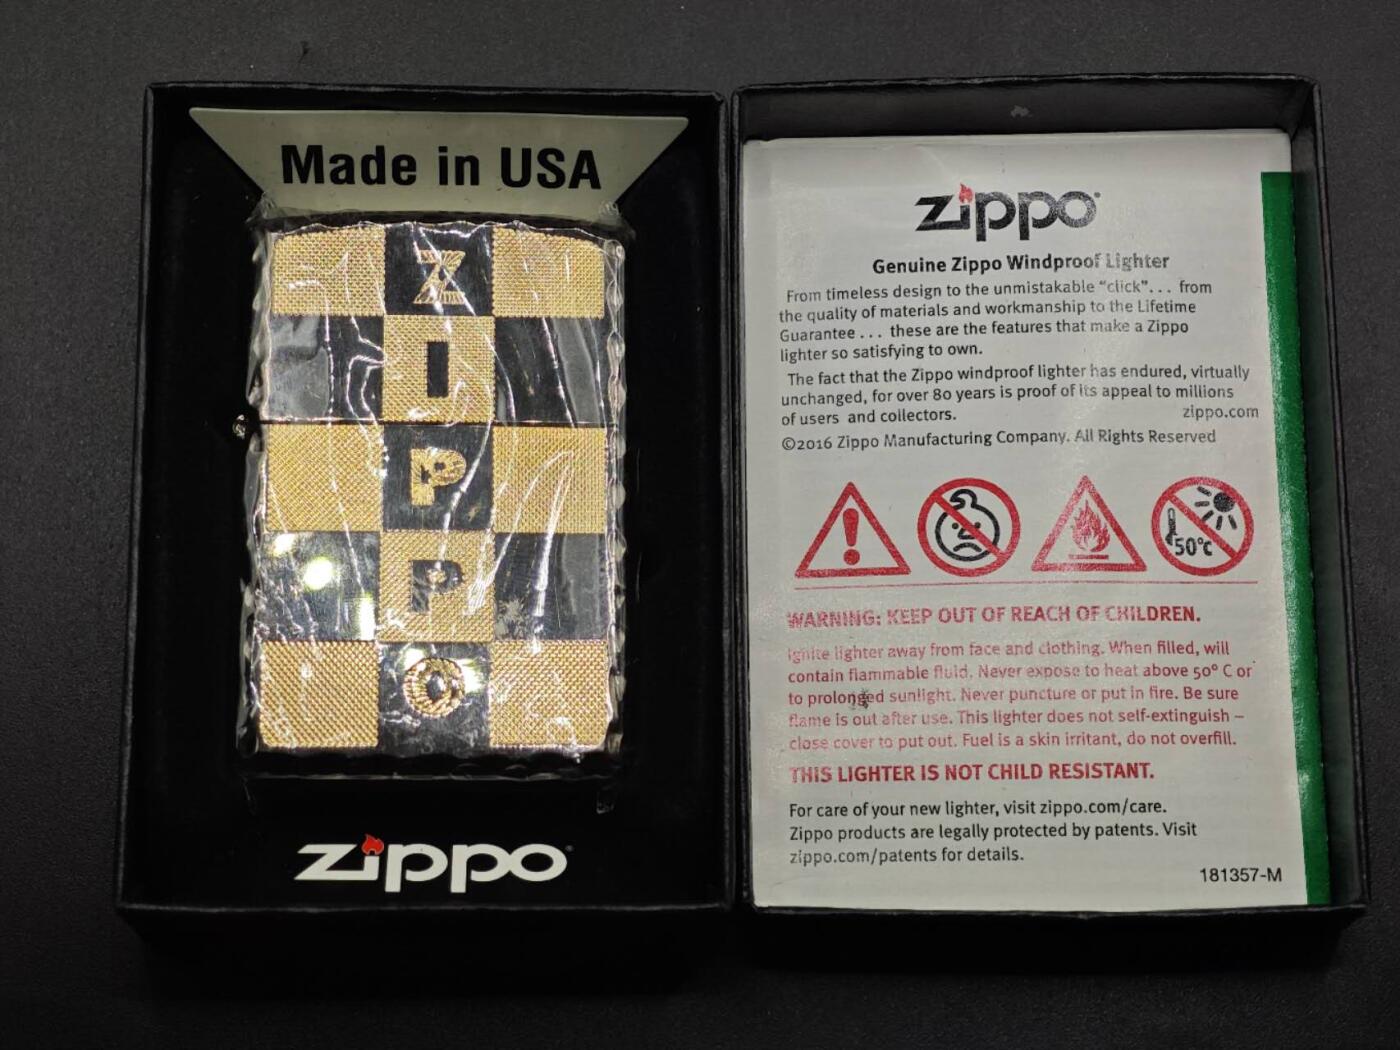 Made in USA
Z
I
P
P
O
zippo
zippo
Genuine Zippo Windproof Lighter
From timeless design to the unmistakable “click”... from
the quality of materials and workmanship to the Lifetime
Guarantee ... these are the features that make a Zippo
lighter so satisfying to own.
The fact that the Zippo windproof lighter has endured, virtually
unchanged, for over 80 years is proof of its appeal to millions
of users and collectors.
zippo.com
©2016 Zippo Manufacturing Company. All Rights Reserved
50°C
WARNING: KEEP OUT OF REACH OF CHILDREN.
Ignite lighter away from face and clothing. When filled, will
contain flammable fluid. Never expose to heat above 50° C or
to prolonged sunlight. Never puncture or put in fire. Be sure
flame is out after use. This lighter does not self-extinguish –
close cover to put out. Fuel is a skin irritant, do not overfill.
THIS LIGHTER IS NOT CHILD RESISTANT.
For care of your new lighter, visit zippo.com/care.
Zippo products are legally protected by patents. Visit
zippo.com/patents for details.
181357-M